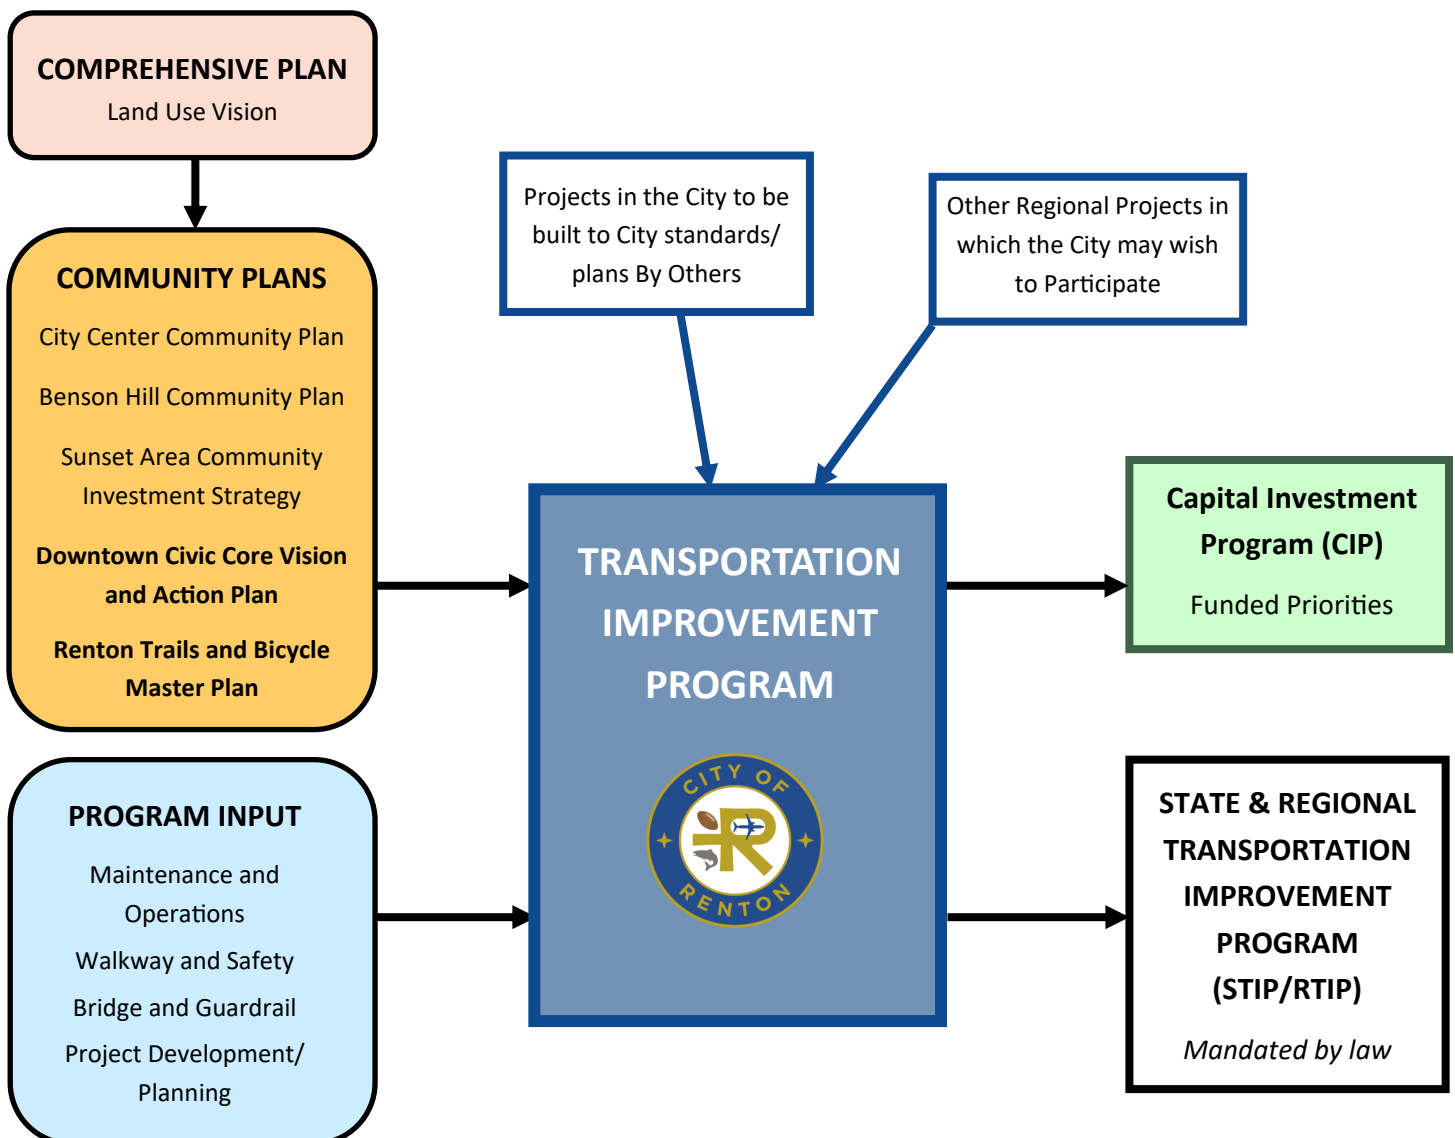 COMPREHENSIVE PLAN
Land Use Vision
COMMUNITY PLANS
City Center Community Plan
Benson Hill Community Plan
Sunset Area Community
Investment Strategy
Downtown Civic Core Vision
and Action Plan
Renton Trails and Bicycle
Master Plan
PROGRAM INPUT
Maintenance and
Operations
Walkway and Safety
Bridge and Guardrail
Project Development/
Planning
Projects in the City to be
built to City standards/
plans By Others
Other Regional Projects in
which the City may wish
to Participate
TRANSPORTATION
IMPROVEMENT
PROGRAM
CITY OF
R
RENTON
Capital Investment
Program (CIP)
Funded Priorities
STATE & REGIONAL
TRANSPORTATION
IMPROVEMENT
PROGRAM
(STIP/RTIP)
Mandated by law